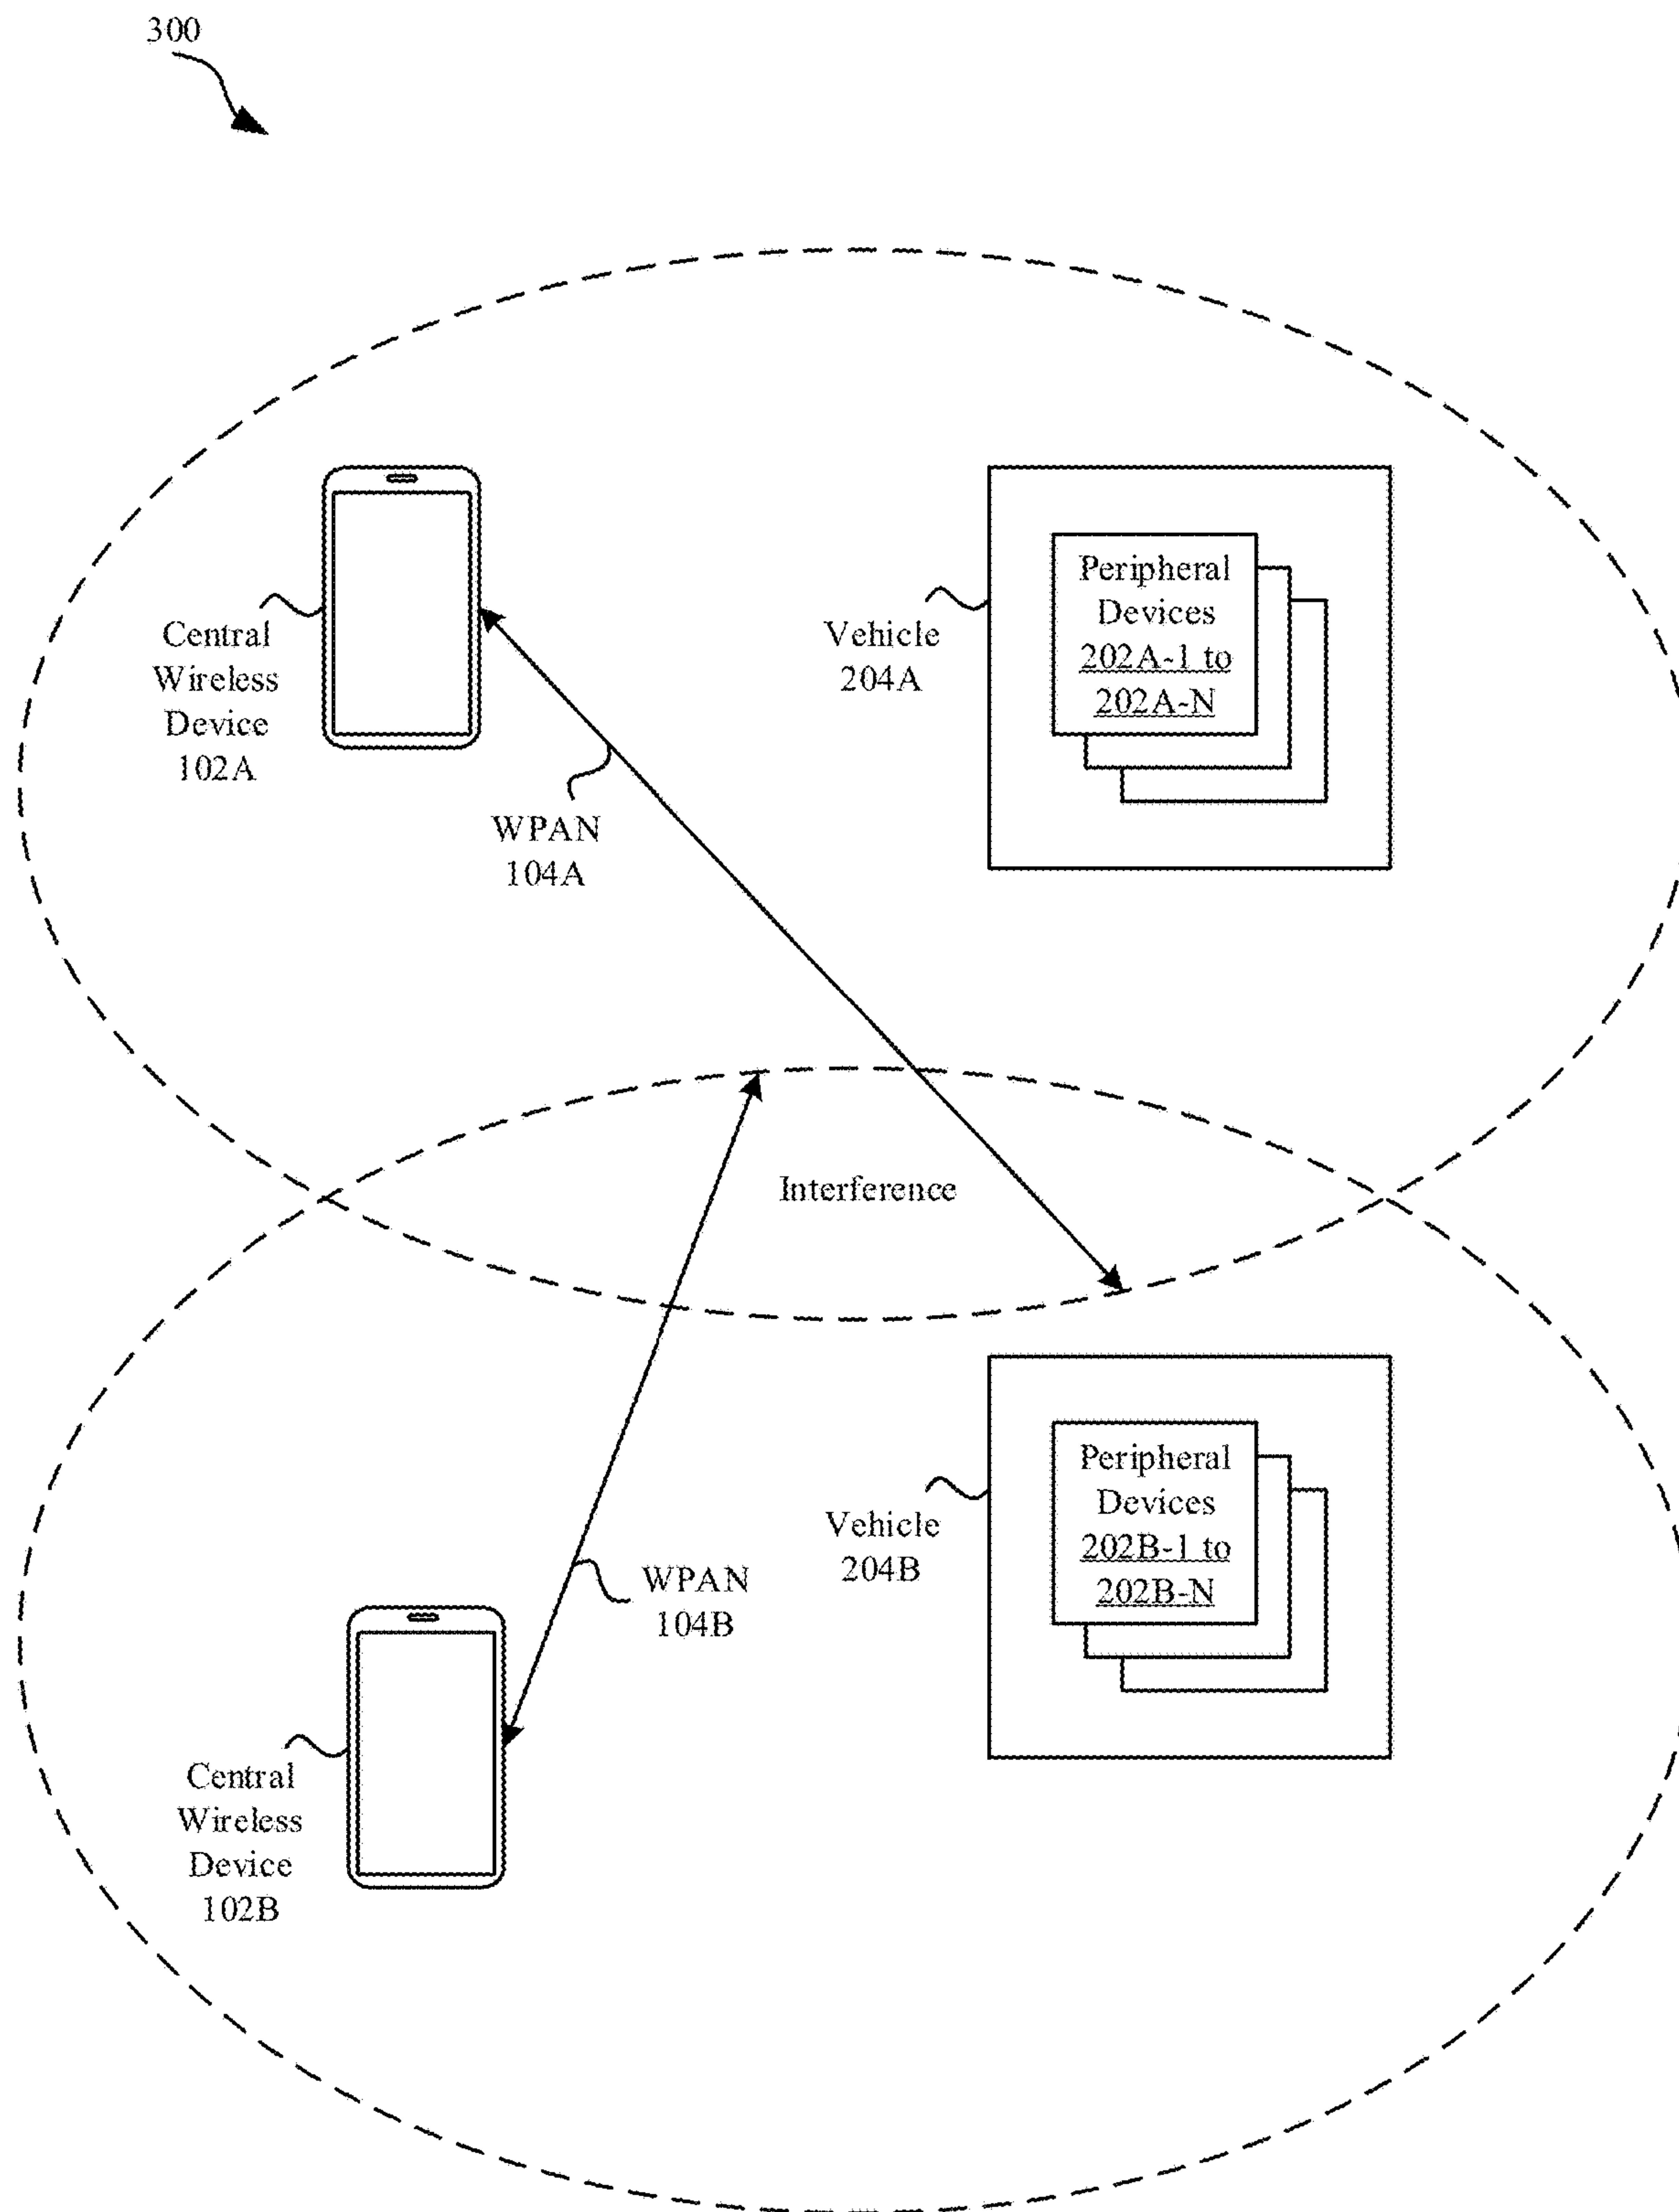 300
Central
Wireless
Device
102A
WPAN
104A
Vehicle
204A
Peripheral
Devices
202A-1 to
202A-N
Interference
WPAN
104B
Vehicle
204B
Peripheral
Devices
202B-1 to
202B-N
Central
Wireless
Device
102B